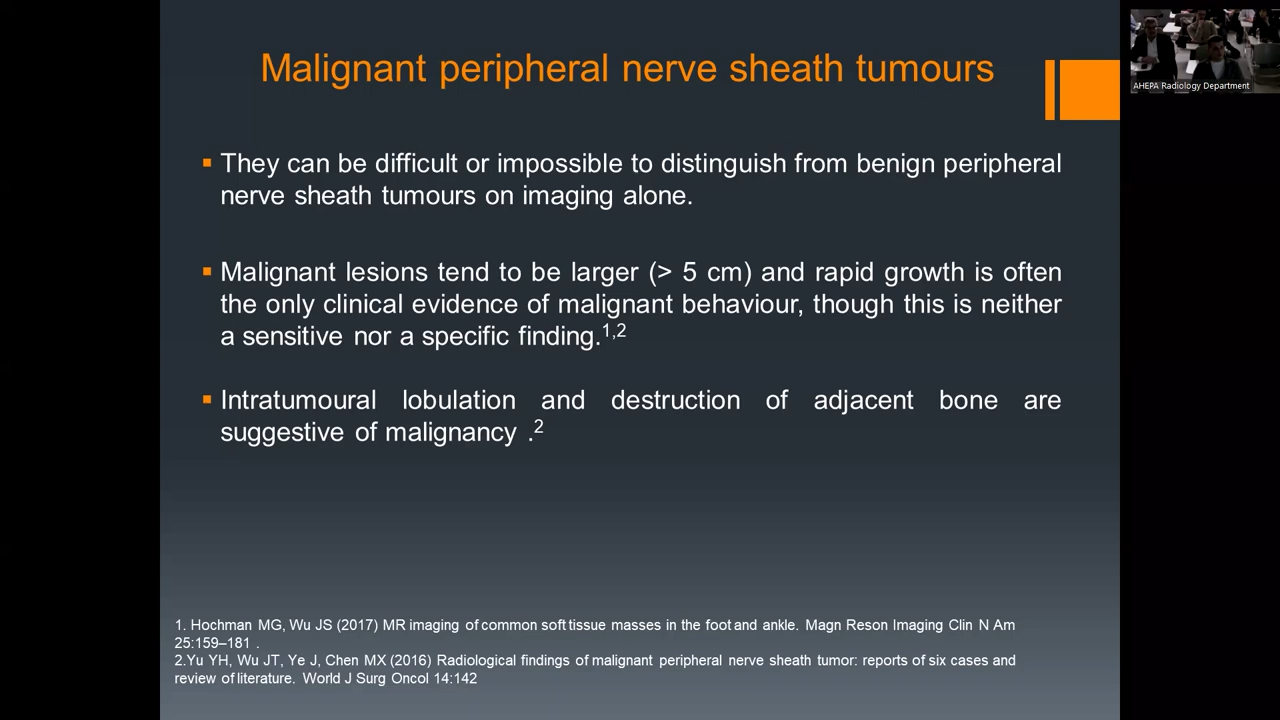 Malignant peripheral nerve sheath tumours
AHEPA Radiology Department
▪ They can be difficult or impossible to distinguish from benign peripheral
nerve sheath tumours on imaging alone.
▪ Malignant lesions tend to be larger (> 5 cm) and rapid growth is often
the only clinical evidence of malignant behaviour, though this is neither
a sensitive nor a specific finding.1,2
▪ Intratumoural lobulation and destruction of adjacent bone are
suggestive of malignancy .2
1. Hochman MG, Wu JS (2017) MR imaging of common soft tissue masses in the foot and ankle. Magn Reson Imaging Clin N Am
25:159–181 .
2.Yu YH, Wu JT, Ye J, Chen MX (2016) Radiological findings of malignant peripheral nerve sheath tumor: reports of six cases and
review of literature. World J Surg Oncol 14:142